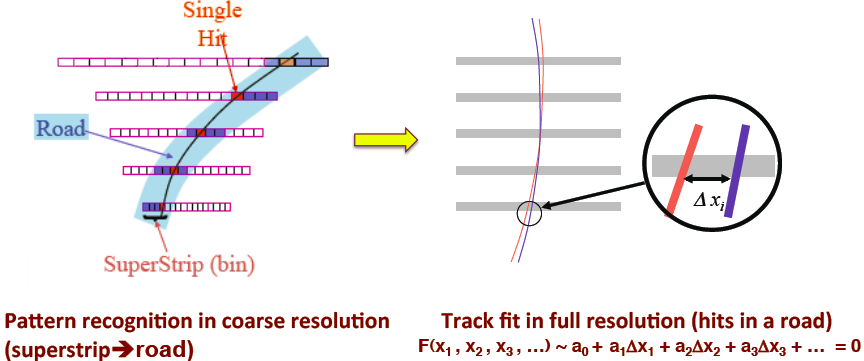 Single
Hit
Road
SuperStrip (bin)
Δ xᵢ
Pattern recognition in coarse resolution
(superstrip➔road)
Track fit in full resolution (hits in a road)
F(x₁ , x₂ , x₃ , …) ~ a₀ + a₁Δx₁ + a₂Δx₂ + a₃Δx₃ + … = 0